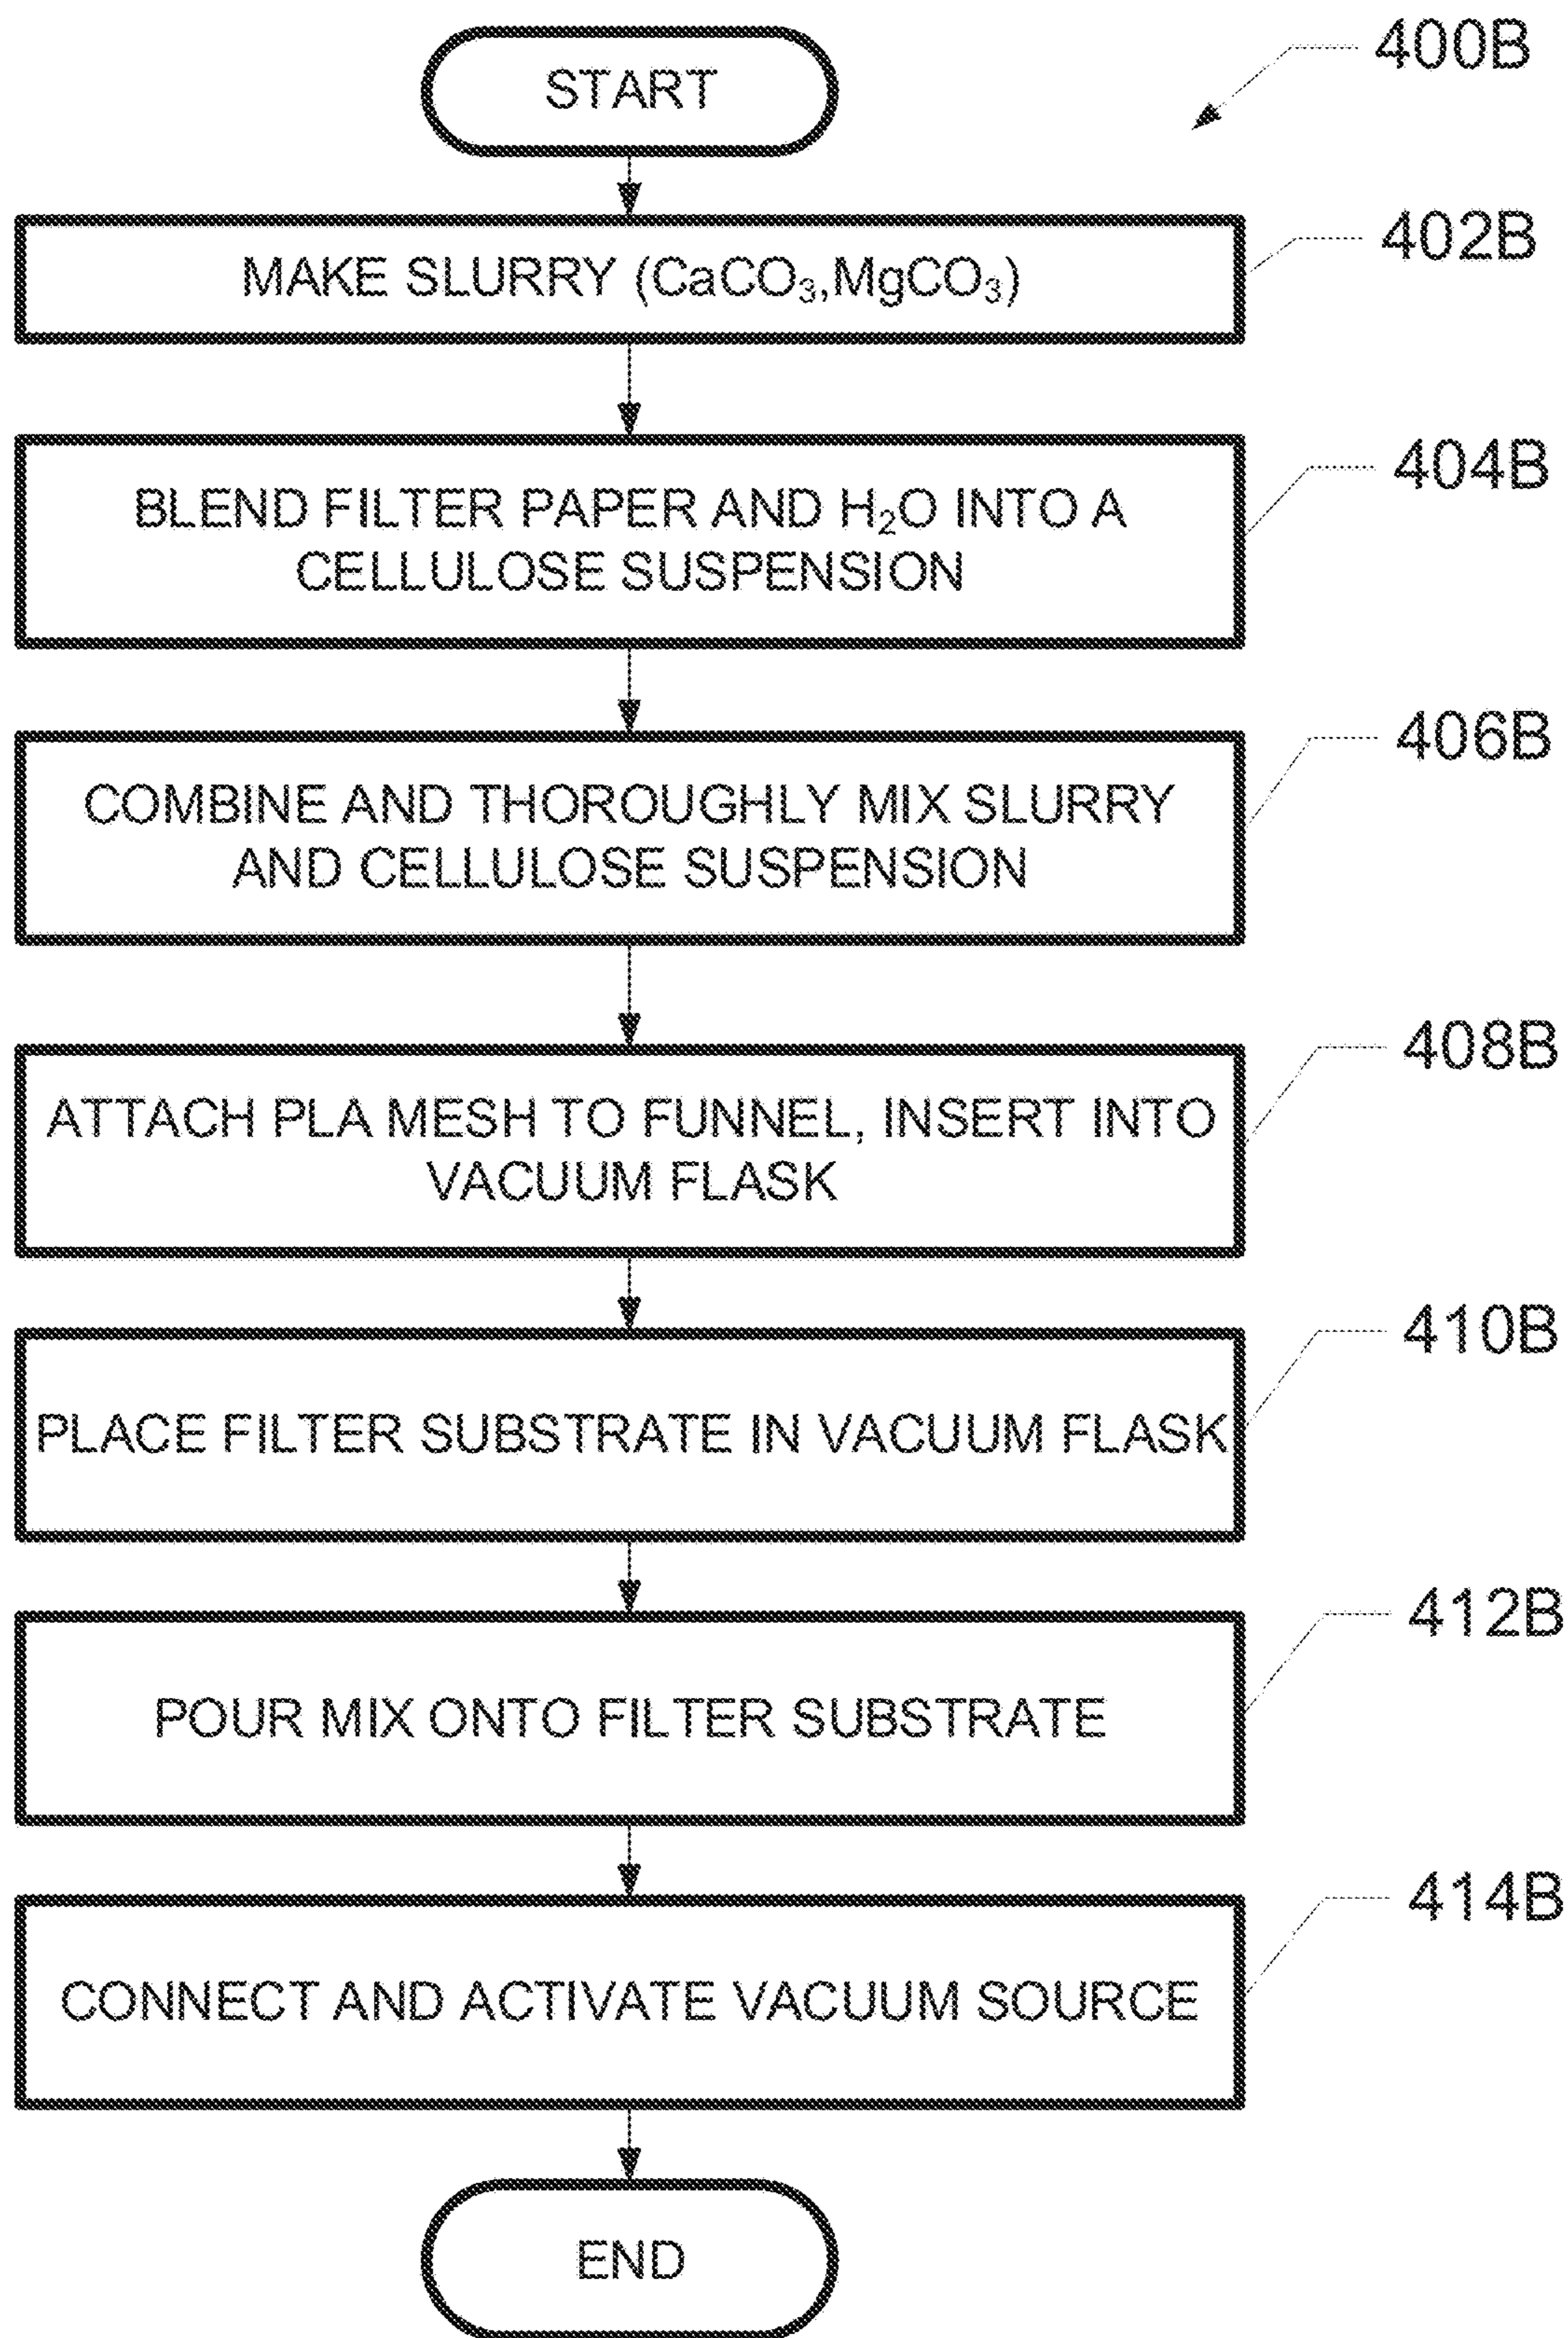 START
400B
MAKE SLURRY (CaCO₃,MgCO₃)
402B
BLEND FILTER PAPER AND H₂O INTO A
CELLULOSE SUSPENSION
404B
COMBINE AND THOROUGHLY MIX SLURRY
AND CELLULOSE SUSPENSION
406B
ATTACH PLA MESH TO FUNNEL, INSERT INTO
VACUUM FLASK
408B
PLACE FILTER SUBSTRATE IN VACUUM FLASK
410B
POUR MIX ONTO FILTER SUBSTRATE
412B
CONNECT AND ACTIVATE VACUUM SOURCE
414B
END